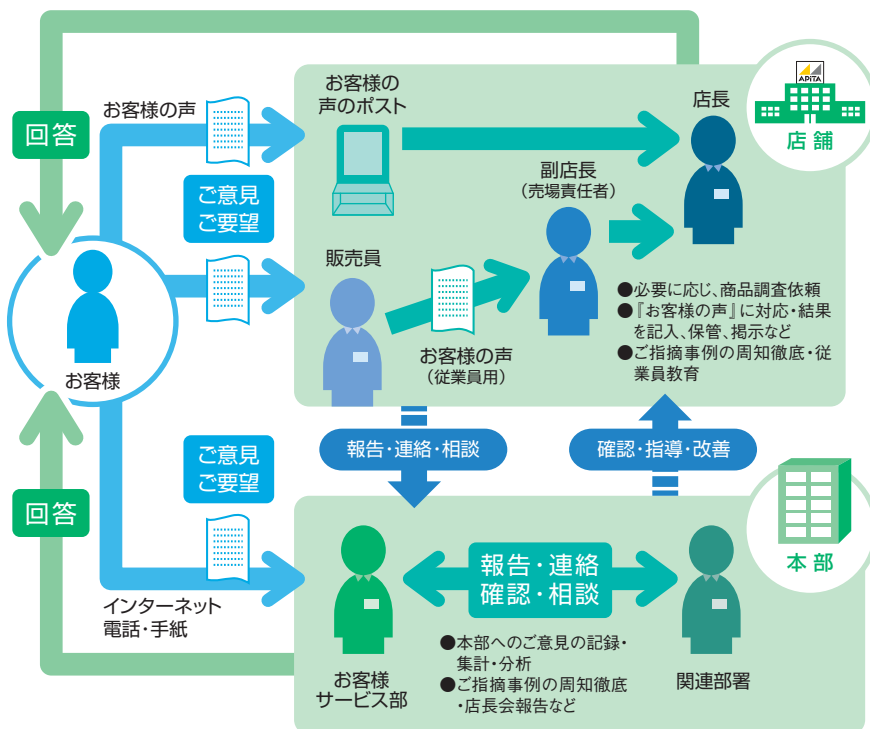 お客様の声
回答
ご意見
ご要望
お客様
お客様の
声のポスト
店長
APiTA
店舗
副店長
（売場責任者）
販売員
お客様の声
（従業員用）
●必要に応じ、商品調査依頼
●『お客様の声』に対応・結果
を記入、保管、掲示など
●ご指摘事例の周知徹底・従
業員教育
報告・連絡・相談
確認・指導・改善
ご意見
ご要望
回答
インターネット
電話・手紙
本部
報告・連絡
確認・相談
お客様
サービス部
●本部へのご意見の記録・
集計・分析
●ご指摘事例の周知徹底
・店長会報告など
関連部署